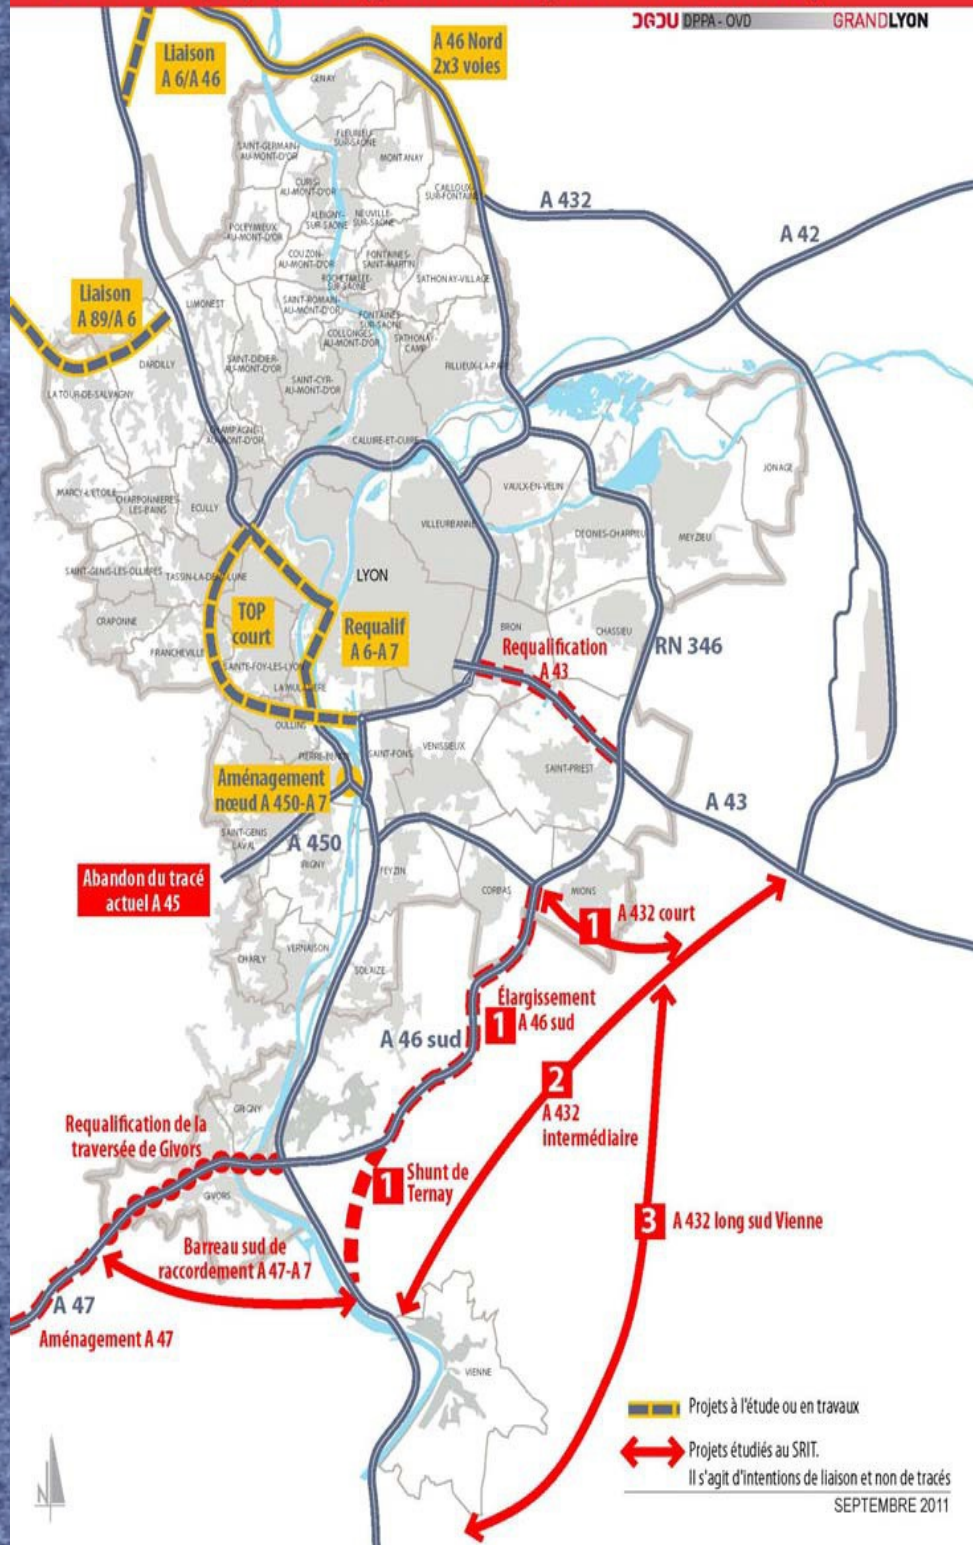 DGDU DPPA - OVD GRANDLYON
Liaison
A 6/A 46
A 46 Nord
2x3 voies
GENAY
FLEURIEU-
SUR-SAONE
SAINT-GERMAIN-
AU-MONT-D'OR
MONTANAY
CURIS-
AU-MONT-D'OR
CAILLOUX-
SUR-FONTAINES
A 432
ALBIGNY-
SUR-SAONE
NEUVILLE-
SUR-SAONE
POLEYMIEUX-
AU-MONT-D'OR
A 42
COUZON-
AU-MONT-D'OR
FONTAINES-
SAINT-MARTIN
ROCHETAILLEE-
SUR-SAONE
SATHONAY-VILLAGE
Liaison
A 89/A 6
LIMONEST
SAINT-ROMAIN-
AU-MONT-D'OR
FONTAINES-
SUR-SAONE
COLLONGES-
AU-MONT-D'OR
SATHONAY-
CAMP
DARDILLY
SAINT-DIDIER-
AU-MONT-D'OR
RILLIEUX-LA-PAPE
SAINT-CYR-
AU-MONT-D'OR
LA TOUR-DE-SALVAGNY
CHAMPAGNE-
AU-MONT-D'OR
CALUIRE-ET-CUIRE
JONAGE
MARCY-L'ETOILE
CHARBONNIERES-
LES-BAINS
ECULLY
VAULX-EN-VELIN
VILLEURBANNE
DECINES-CHARPIEU
MEYZIEU
SAINT-GENIS-LES-OLLIERES
TASSIN-LA-DEMI-LUNE
LYON
TOP
court
Requalif
A 6-A 7
CRAPONNE
BRON
CHASSIEU
RN 346
FRANCHEVILLE
Requalification
A 43
SAINTE-FOY-LES-LYON
LA MULATIERE
OULLINS
PIERRE-BENITE
SAINT-FONS
VENISSIEUX
SAINT-PRIEST
Aménagement
nœud A 450-A 7
A 43
SAINT-GENIS
LAVAL
A 450
IRIGNY
FEYZIN
CORBAS
MIONS
Abandon du tracé
actuel A 45
1 A 432 court
VERNAISON
CHARLY
SOLAIZE
Élargissement
1 A 46 sud
A 46 sud
2
A 432
intermédiaire
GRIGNY
Requalification de la
traversée de Givors
1 Shunt de
Ternay
GIVORS
3 A 432 long sud Vienne
Barreau sud de
raccordement A 47-A 7
A 47
Aménagement A 47
VIENNE
Projets à l'étude ou en travaux
Projets étudiés au SRIT.
Il s'agit d'intentions de liaison et non de tracés
SEPTEMBRE 2011
N